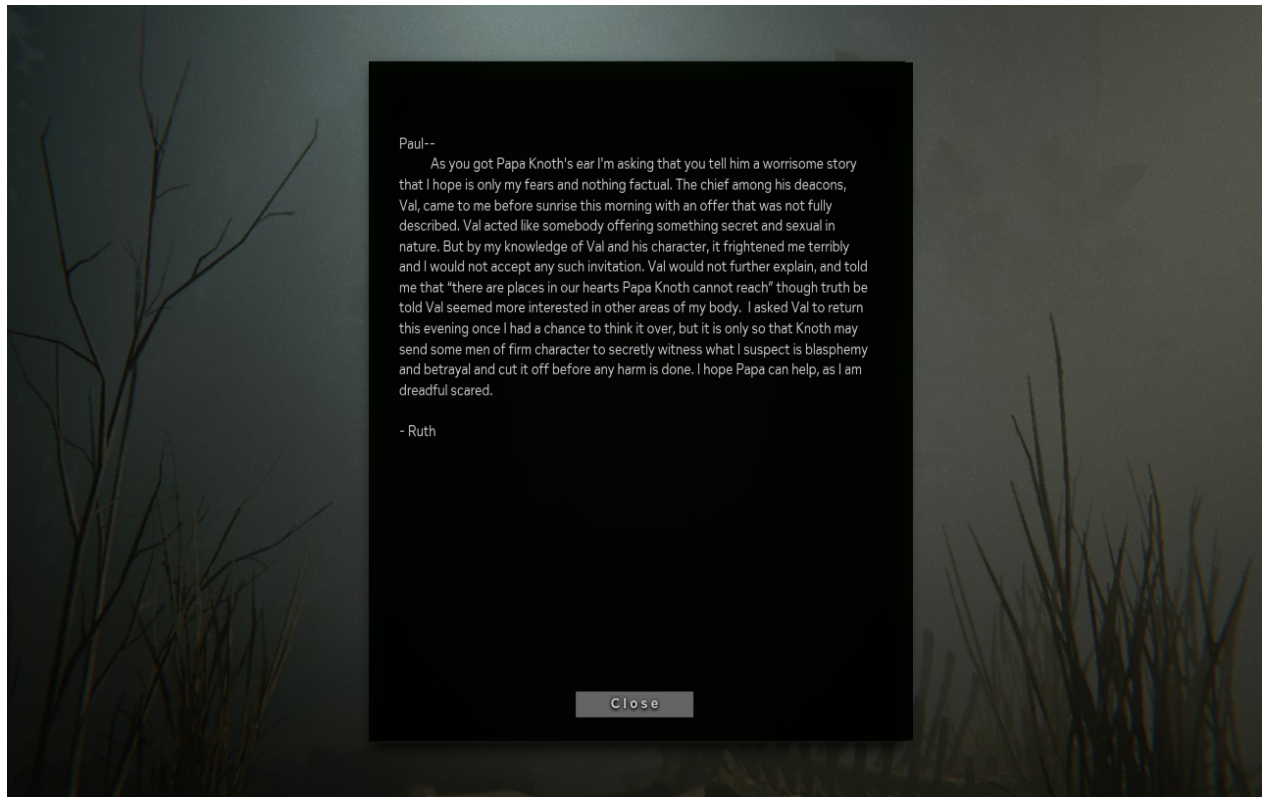 Paul--
As you got Papa Knoth's ear I'm asking that you tell him a worrisome story
that I hope is only my fears and nothing factual. The chief among his deacons,
Val, came to me before sunrise this morning with an offer that was not fully
described. Val acted like somebody offering something secret and sexual in
nature. But by my knowledge of Val and his character, it frightened me terribly
and I would not accept any such invitation. Val would not further explain, and told
me that “there are places in our hearts Papa Knoth cannot reach” though truth be
told Val seemed more interested in other areas of my body.  I asked Val to return
this evening once I had a chance to think it over, but it is only so that Knoth may
send some men of firm character to secretly witness what I suspect is blasphemy
and betrayal and cut it off before any harm is done. I hope Papa can help, as I am
dreadful scared.
- Ruth
Close